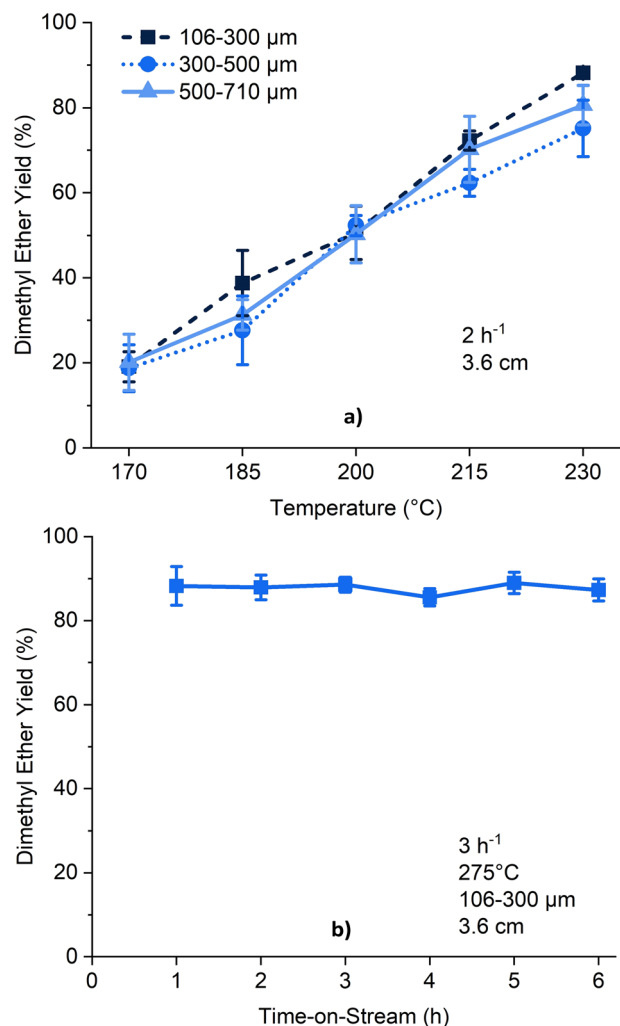 100
106-300 µm
300-500 µm
500-710 µm
80
60
40
20
0
Dimethyl Ether Yield (%)
2 h-1
3.6 cm
a)
170 185 200 215 230
Temperature (°C)
100
80
60
40
20
0
Dimethyl Ether Yield (%)
3 h-1
275°C
106-300 µm
3.6 cm
b)
0 1 2 3 4 5 6
Time-on-Stream (h)